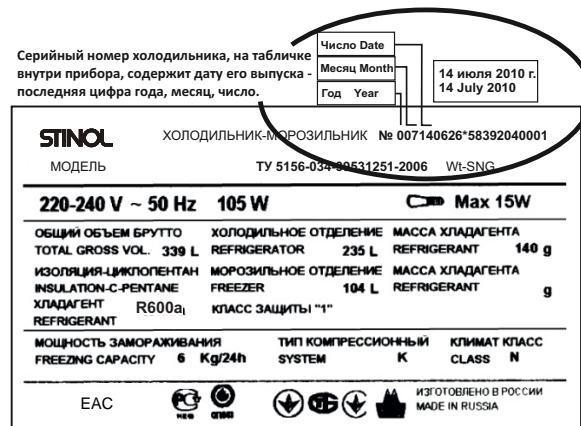 Серийный номер холодильника, на табличке
внутри прибора, содержит дату его выпуска -
последняя цифра года, месяц, число.
Число Date
Месяц Month
Год Year
14 июля 2010 г.
14 July 2010
STINOL
ХОЛОДИЛЬНИК-МОРОЗИЛЬНИК № 007140626*58392040001
МОДЕЛЬ ТУ 5156-034-39531251-2006 Wt-SNG
220-240 V ~ 50 Hz 105 W Max 15W
ОБЩИЙ ОБЪЕМ БРУТТО ХОЛОДИЛЬНОЕ ОТДЕЛЕНИЕ МАССА ХЛАДАГЕНТА
TOTAL GROSS VOL. 339 L REFRIGERATOR 235 L REFRIGERANT 140 g
ИЗОЛЯЦИЯ-ЦИКЛОПЕНТАН МОРОЗИЛЬНОЕ ОТДЕЛЕНИЕ МАССА ХЛАДАГЕНТА
INSULATION-C-PENTANE FREEZER 104 L REFRIGERANT g
ХЛАДАГЕНТ R600a КЛАСС ЗАЩИТЫ "1"
REFRIGERANT
МОЩНОСТЬ ЗАМОРАЖИВАНИЯ ТИП КОМПРЕССИОННЫЙ КЛИМАТ КЛАСС
FREEZING CAPACITY 6 Kg/24h SYSTEM K CLASS N
EAC
ИЗГОТОВЛЕНО В РОССИИ
MADE IN RUSSIA